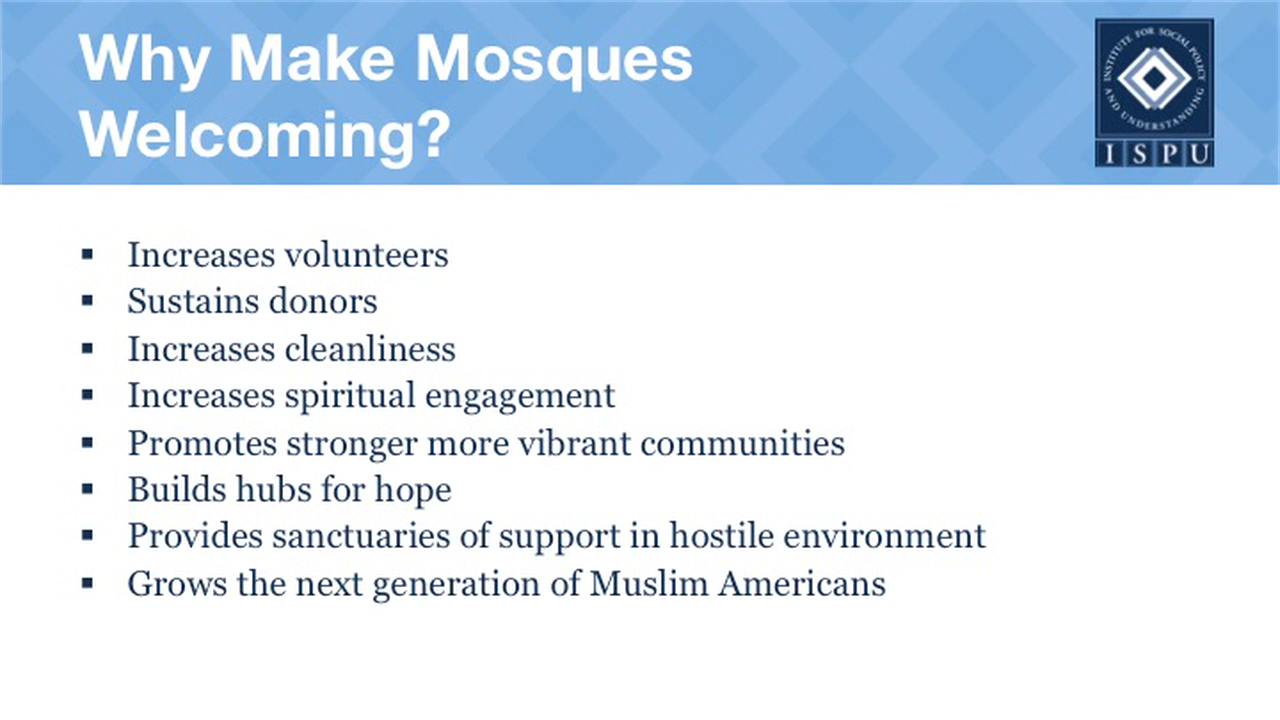 Why Make Mosques
Welcoming?
INSTITUTE FOR SOCIAL POLICY
AND UNDERSTANDING
ISPU
▪ Increases volunteers
▪ Sustains donors
▪ Increases cleanliness
▪ Increases spiritual engagement
▪ Promotes stronger more vibrant communities
▪ Builds hubs for hope
▪ Provides sanctuaries of support in hostile environment
▪ Grows the next generation of Muslim Americans